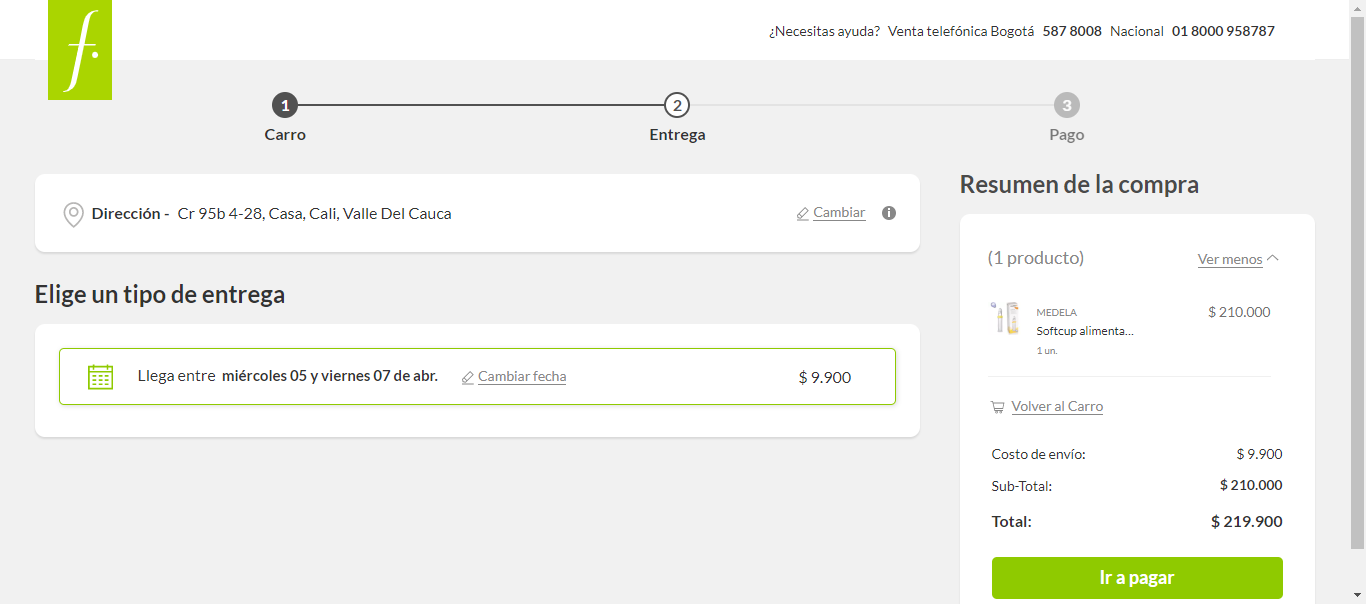 f.
¿Necesitas ayuda? Venta telefónica Bogotá 587 8008 Nacional 01 8000 958787
1 2 3
Carro Entrega Pago
Dirección - Cr 95b 4-28, Casa, Cali, Valle Del Cauca Cambiar
Elige un tipo de entrega
Llega entre miércoles 05 y viernes 07 de abr. Cambiar fecha $ 9.900
Resumen de la compra
(1 producto) Ver menos
MEDELA $ 210.000
Softcup alimenta...
1 un.
Volver al Carro
Costo de envío: $ 9.900
Sub-Total: $ 210.000
Total: $ 219.900
Ir a pagar